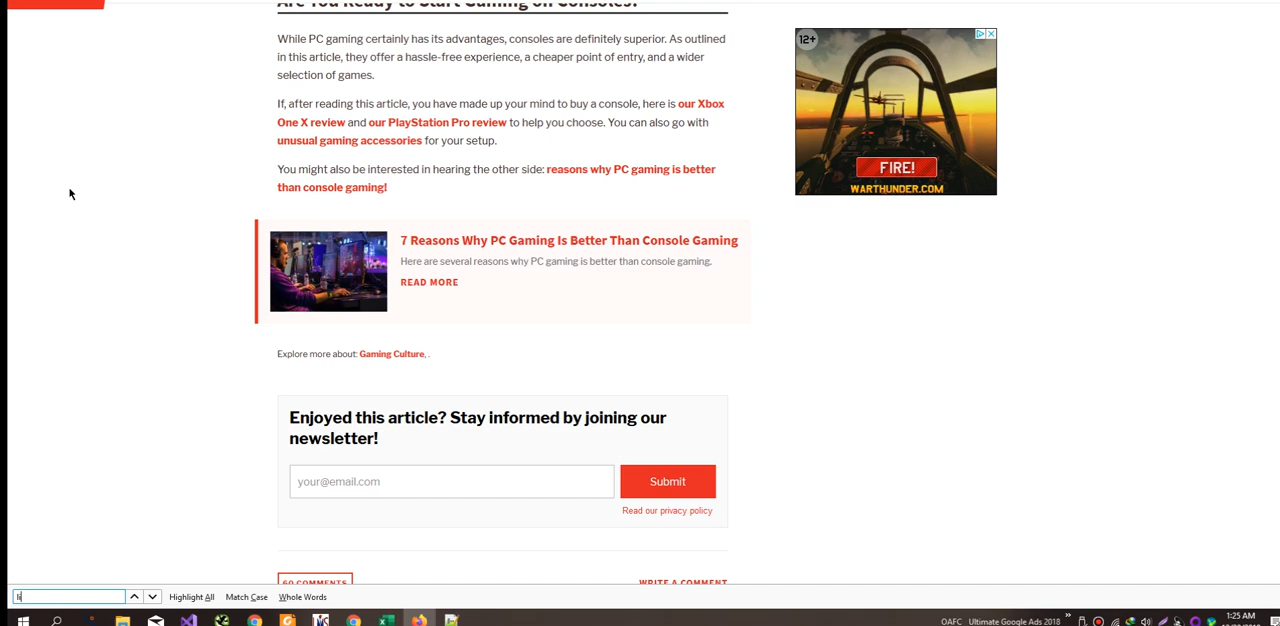 Are You Ready to Start Gaming on Consoles?
While PC gaming certainly has its advantages, consoles are definitely superior. As outlined
in this article, they offer a hassle-free experience, a cheaper point of entry, and a wider
selection of games.
If, after reading this article, you have made up your mind to buy a console, here is our Xbox
One X review and our PlayStation Pro review to help you choose. You can also go with
unusual gaming accessories for your setup.
You might also be interested in hearing the other side: reasons why PC gaming is better
than console gaming!
12+
FIRE!
WARTHUNDER.COM
7 Reasons Why PC Gaming Is Better Than Console Gaming
Here are several reasons why PC gaming is better than console gaming.
READ MORE
Explore more about: Gaming Culture, .
Enjoyed this article? Stay informed by joining our
newsletter!
your@email.com
Submit
Read our privacy policy
60 COMMENTS
WRITE A COMMENT
li
Highlight All
Match Case
Whole Words
OAFC
Ultimate Google Ads 2018
1:25 AM